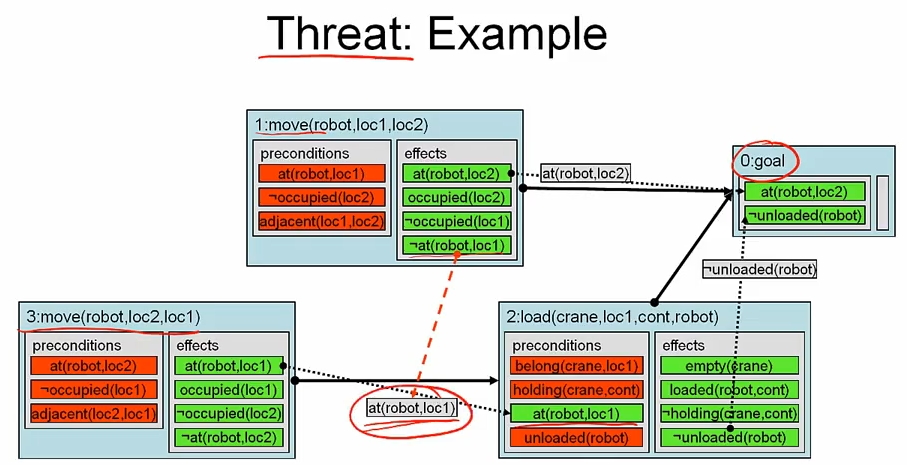 Threat: Example
1:move(robot,loc1,loc2)
preconditions
at(robot,loc1)
¬occupied(loc2)
adjacent(loc1,loc2)
effects
at(robot,loc2)
occupied(loc2)
¬occupied(loc1)
¬at(robot,loc1)
at(robot,loc2)
0:goal
at(robot,loc2)
¬unloaded(robot)
¬unloaded(robot)
3:move(robot,loc2,loc1)
preconditions
at(robot,loc2)
¬occupied(loc1)
adjacent(loc2,loc1)
effects
at(robot,loc1)
occupied(loc1)
¬occupied(loc2)
¬at(robot,loc2)
at(robot,loc1)
2:load(crane,loc1,cont,robot)
preconditions
belong(crane,loc1)
holding(crane,cont)
at(robot,loc1)
unloaded(robot)
effects
empty(crane)
loaded(robot,cont)
¬holding(crane,cont)
¬unloaded(robot)